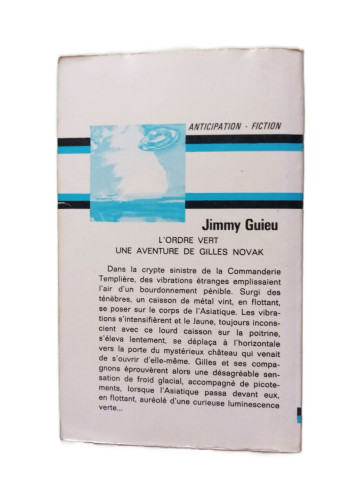 ANTICIPATION - FICTION
Jimmy Guieu
L'ORDRE VERT
UNE AVENTURE DE GILLES NOVAK
Dans la crypte sinistre de la Commanderie
Templière, des vibrations étranges emplissaient
l'air d'un bourdonnement pénible. Surgi des
ténèbres, un caisson de métal vint, en flottant,
se poser sur le corps de l'Asiatique. Les vibra-
tions s'intensifièrent et le Jaune, toujours incons-
cient avec ce lourd caisson sur la poitrine,
s'éleva lentement, se déplaça à l'horizontale
vers la porte du mystérieux château qui venait
de s'ouvrir d'elle-même. Gilles et ses compa-
gnons éprouvèrent alors une désagréable sen-
sation de froid glacial, accompagné de picote-
ments, lorsque l'Asiatique passa devant eux,
en flottant, auréolé d'une curieuse luminescence
verte...